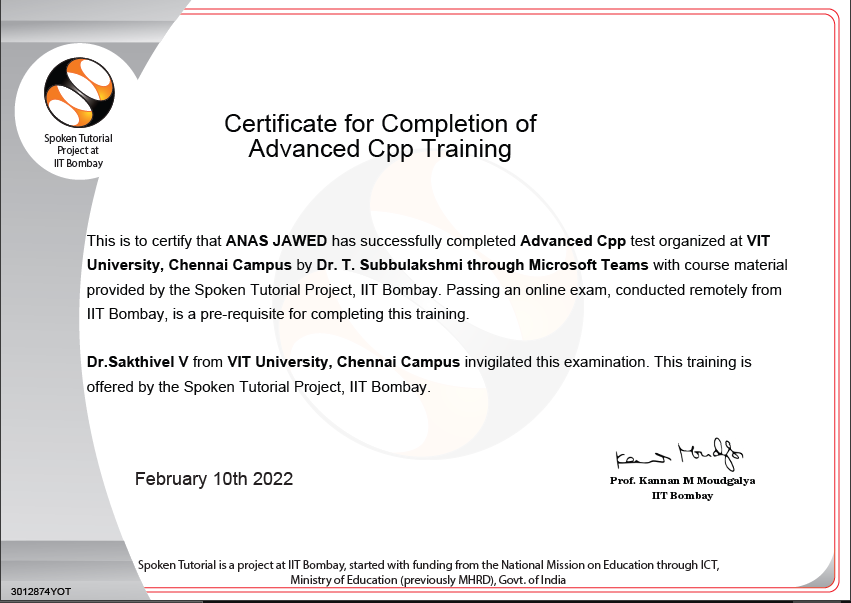 Spoken Tutorial
Project at
IIT Bombay
Certificate for Completion of
Advanced Cpp Training
This is to certify that ANAS JAWED has successfully completed Advanced Cpp test organized at VIT
University, Chennai Campus by Dr. T. Subbulakshmi through Microsoft Teams with course material
provided by the Spoken Tutorial Project, IIT Bombay. Passing an online exam, conducted remotely from
IIT Bombay, is a pre-requisite for completing this training.
Dr.Sakthivel V from VIT University, Chennai Campus invigilated this examination. This training is
offered by the Spoken Tutorial Project, IIT Bombay.
February 10th 2022
Prof. Kannan M Moudgalya
IIT Bombay
Spoken Tutorial is a project at IIT Bombay, started with funding from the National Mission on Education through ICT,
Ministry of Education (previously MHRD), Govt. of India
3012874YOT